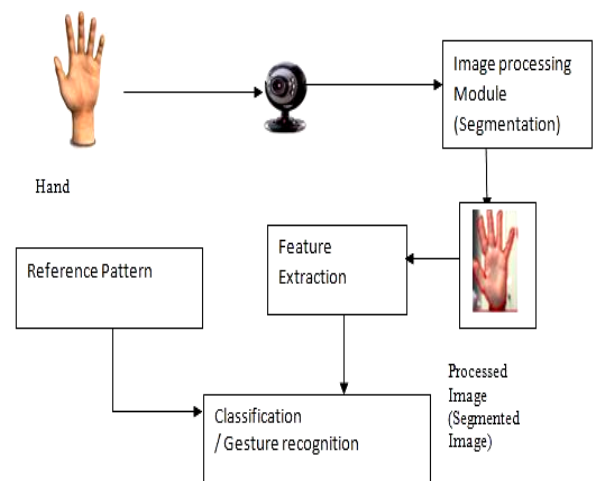 Image processing
Module
(Segmentation)
Hand
Reference Pattern
Feature
Extraction
Processed
Image
(Segmented
Image)
Classification
/ Gesture recognition